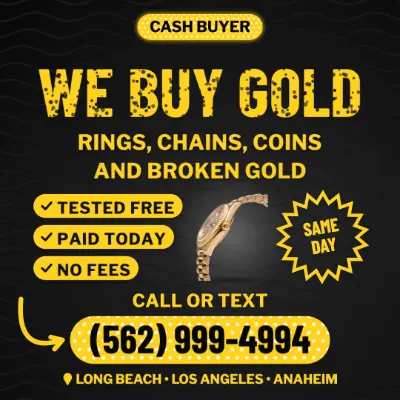 CASH BUYER
WE BUY GOLD
RINGS, CHAINS, COINS
AND BROKEN GOLD
✓ TESTED FREE
✓ PAID TODAY
✓ NO FEES
SAME
DAY
CALL OR TEXT
(562) 999-4994
LONG BEACH • LOS ANGELES • ANAHEIM